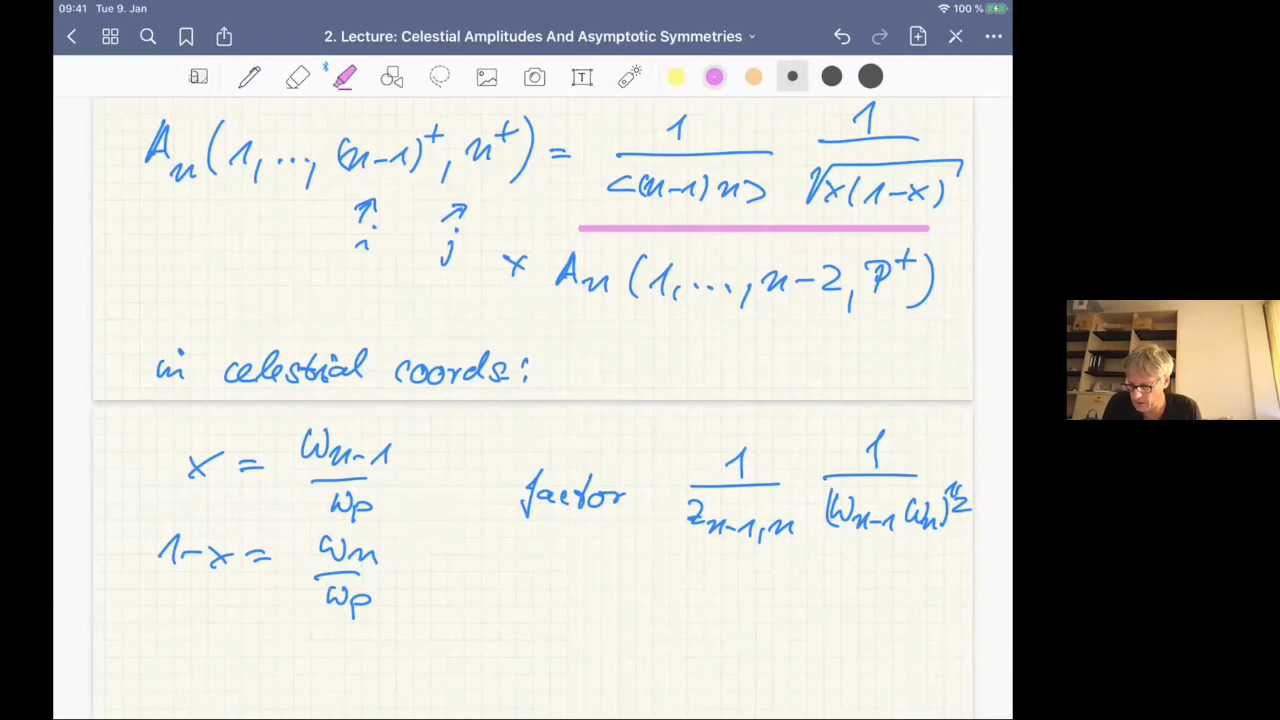 09:41 Tue 9. Jan 100 %
2. Lecture: Celestial Amplitudes And Asymptotic Symmetries
A_n(1, ..., (n-1)^+, n^+) = 1/<(n-1)n> 1/√x(1-x)
↑ ↑
i j
× A_n(1, ..., n-2, P^+)
in celestial coords:
x = ω_{n-1}/ω_P factor 1/z_{n-1,n} 1/(ω_{n-1} ω_n)^{1/2}
1-x = ω_n/ω_P